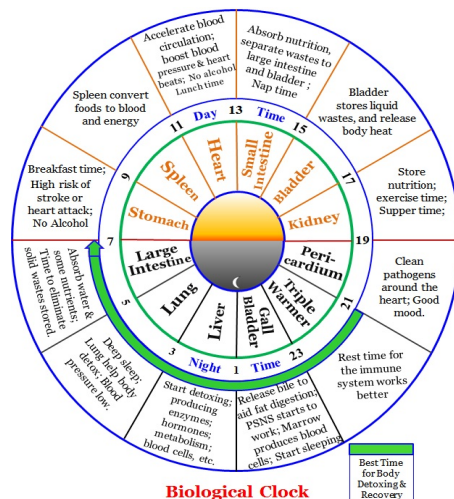 Accelerate blood
circulation;
boost blood
pressure & heart
beats; No alcohol
Lunch time
Absorb nutrition,
separate wastes to
large intestine
and bladder ;
Nap time
Bladder
stores liquid
wastes, and release
body heat
Store
nutrition;
exercise time;
Supper time;
Clean
pathogens
around the
heart; Good
mood.
Rest time for
the immune
system works
better
Release bile to
aid fat digestion;
PSNS starts to
work; Marrow
produces blood
cells; Start sleeping
Start detoxing;
producing
enzymes;
hormones;
metabolism;
blood cells, etc.
Deep sleep;
Lung help body
detox; Blood
pressure low.
Absorb water &
some nutrients;
Time to eliminate
solid wastes stored.
Breakfast time;
High risk of
stroke or
heart attack;
No Alcohol
Spleen convert
foods to blood
and energy
Day
Time
Night
Time
13
15
17
19
21
23
1
3
5
7
9
11
Heart
Small
Intestine
Bladder
Kidney
Peri-
cardium
Triple
Warmer
Gall
Bladder
Liver
Lung
Large
Intestine
Stomach
Spleen
Best Time
for Body
Detoxing &
Recovery
Biological Clock